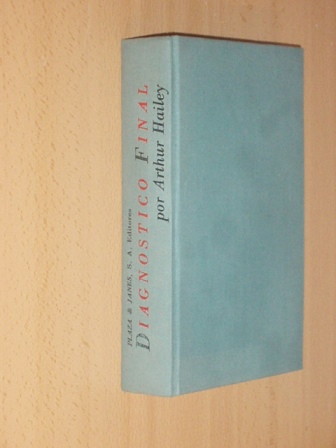 PLAZA & JANES, S. A. Editores
DIAGNOSTICO FINAL
por Arthur Hailey